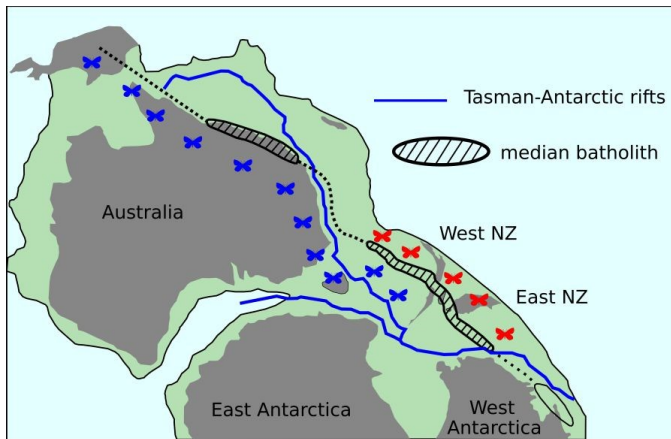 Tasman-Antarctic rifts
median batholith
Australia
West NZ
East NZ
East Antarctica
West
Antarctica